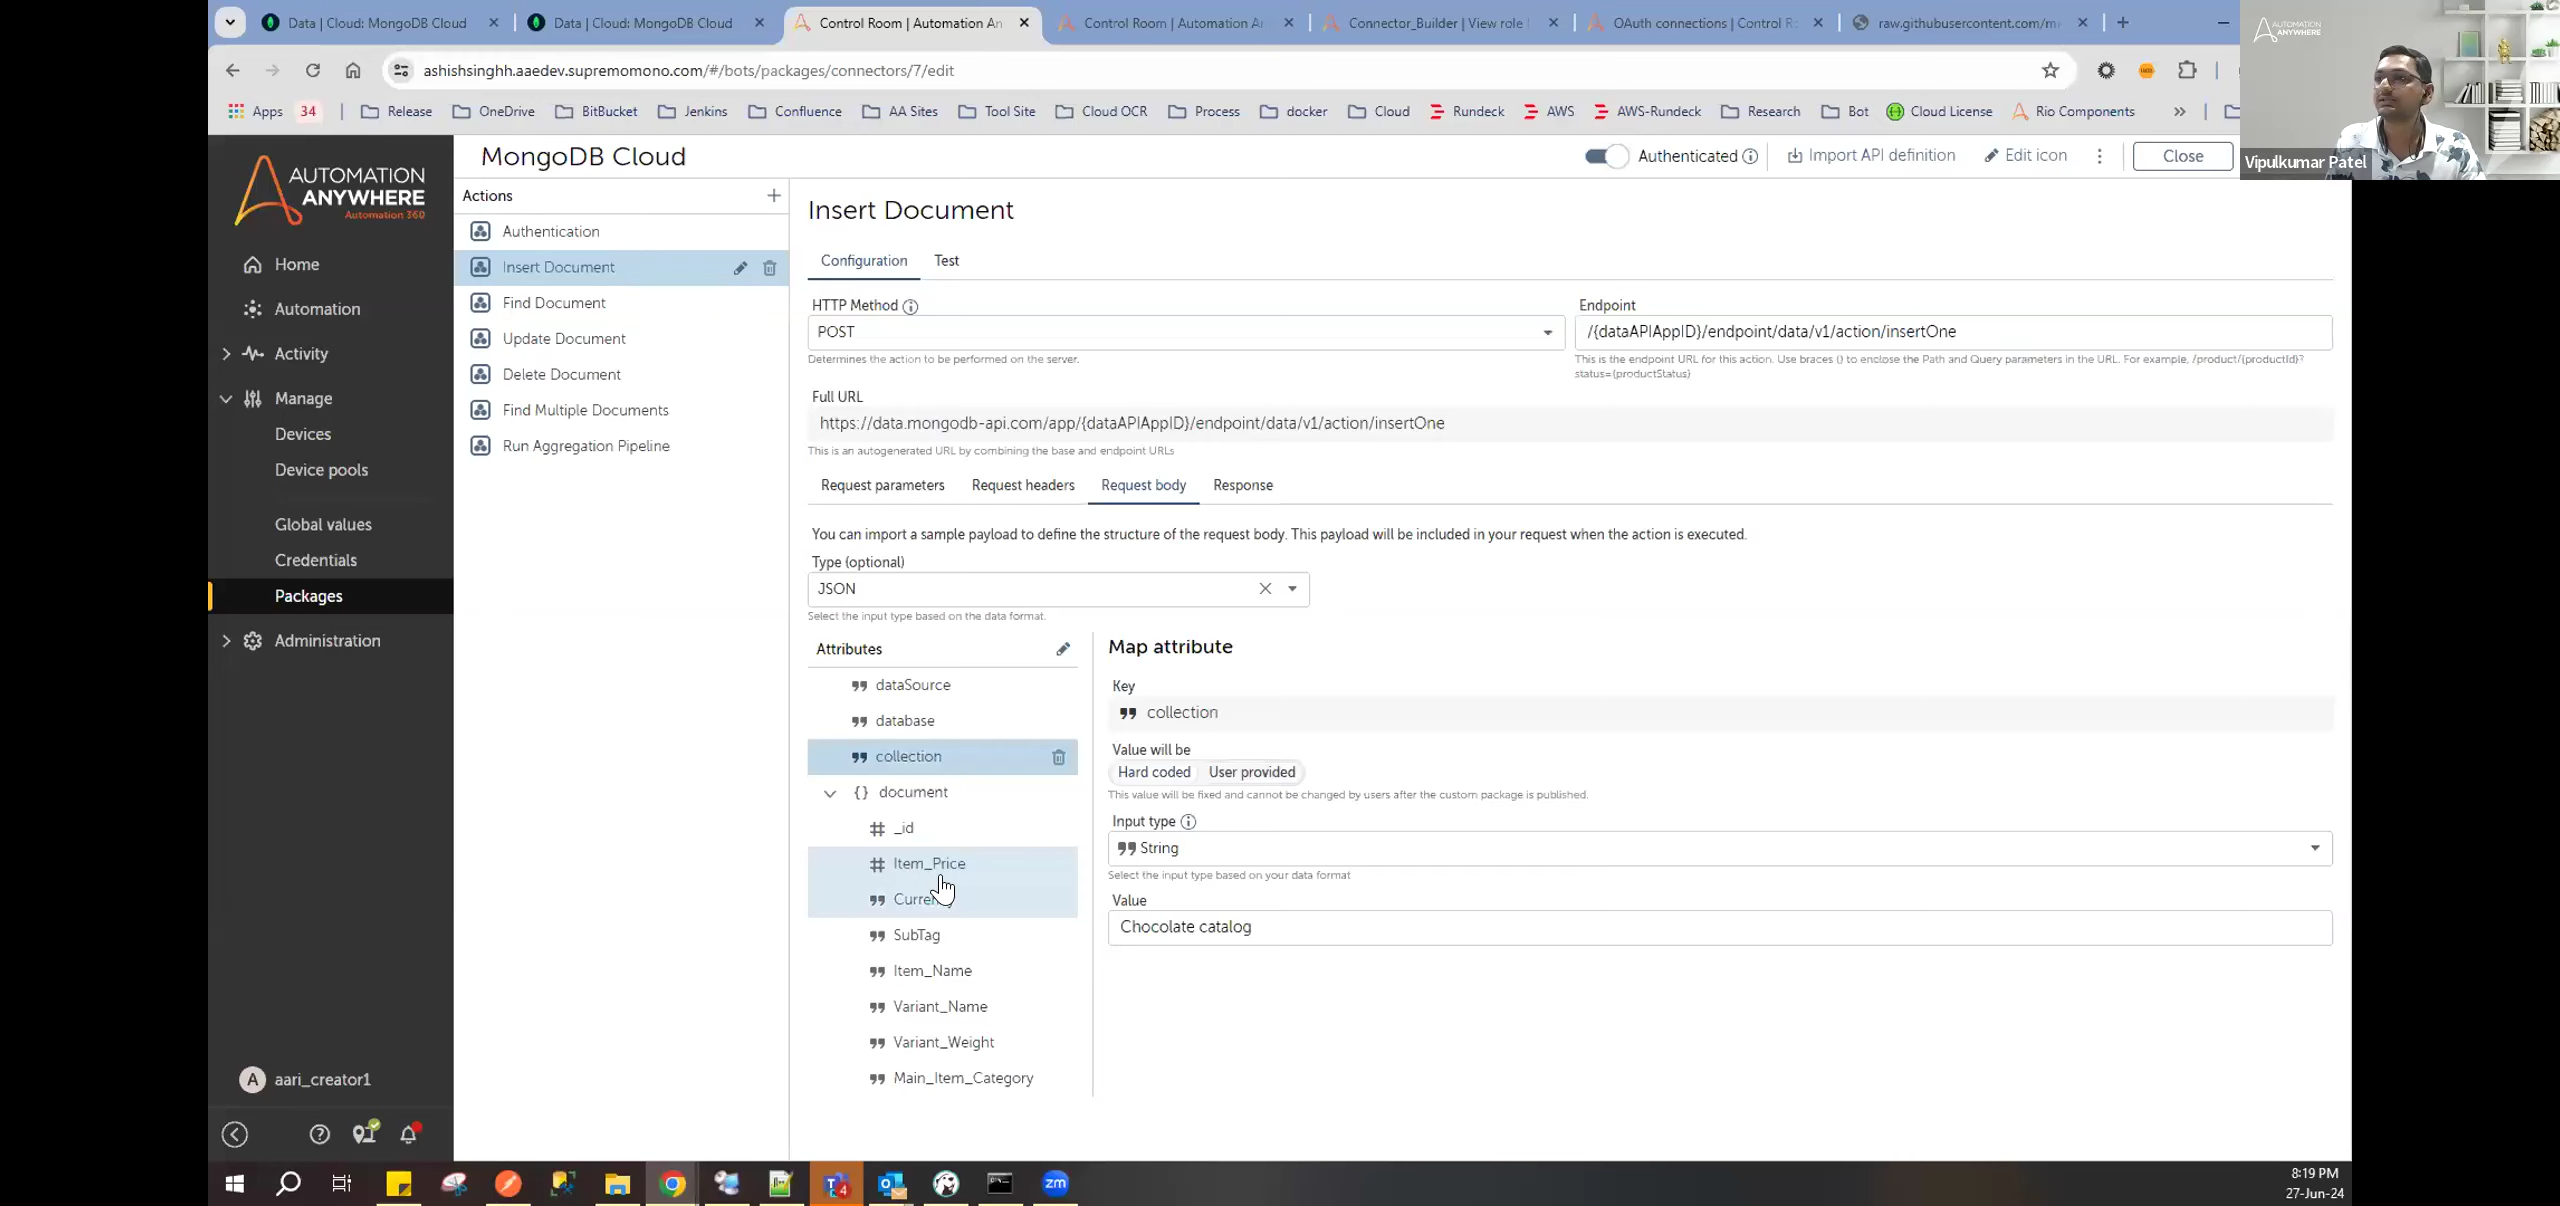 Data | Cloud: MongoDB Cloud
Data | Cloud: MongoDB Cloud
Control Room | Automation An
Control Room | Automation An
Connector_Builder | View role
OAuth connections | Control R
raw.githubusercontent.com/m
AUTOMATION
ANYWHERE
ashishsinghh.aaedev.supremomono.com/#/bots/packages/connectors/7/edit
Apps 34
Release
OneDrive
BitBucket
Jenkins
Confluence
AA Sites
Tool Site
Cloud OCR
Process
docker
Cloud
Rundeck
AWS
AWS-Rundeck
Research
Bot
Cloud License
Rio Components
»
Vipulkumar Patel
AUTOMATION
ANYWHERE
Automation 360
Home
Automation
Activity
Manage
Devices
Device pools
Global values
Credentials
Packages
Administration
A aari_creator1
MongoDB Cloud
Authenticated
Import API definition
Edit icon
Close
Actions
Authentication
Insert Document
Find Document
Update Document
Delete Document
Find Multiple Documents
Run Aggregation Pipeline
Insert Document
Configuration
Test
HTTP Method
POST
Determines the action to be performed on the server.
Endpoint
/{dataAPIAppID}/endpoint/data/v1/action/insertOne
This is the endpoint URL for this action. Use braces {} to enclose the Path and Query parameters in the URL. For example, /product/{productId}?
status={productStatus}
Full URL
https://data.mongodb-api.com/app/{dataAPIAppID}/endpoint/data/v1/action/insertOne
This is an autogenerated URL by combining the base and endpoint URLs
Request parameters
Request headers
Request body
Response
You can import a sample payload to define the structure of the request body. This payload will be included in your request when the action is executed.
Type (optional)
JSON
Select the input type based on the data format.
Attributes
dataSource
database
collection
{} document
# _id
# Item_Price
SubTag
Item_Name
Variant_Name
Variant_Weight
Main_Item_Category
Map attribute
Key
collection
Value will be
Hard coded
User provided
This value will be fixed and cannot be changed by users after the custom package is published.
Input type
String
Select the input type based on your data format
Value
Chocolate catalog
4
zm
8:19 PM
27-Jun-24